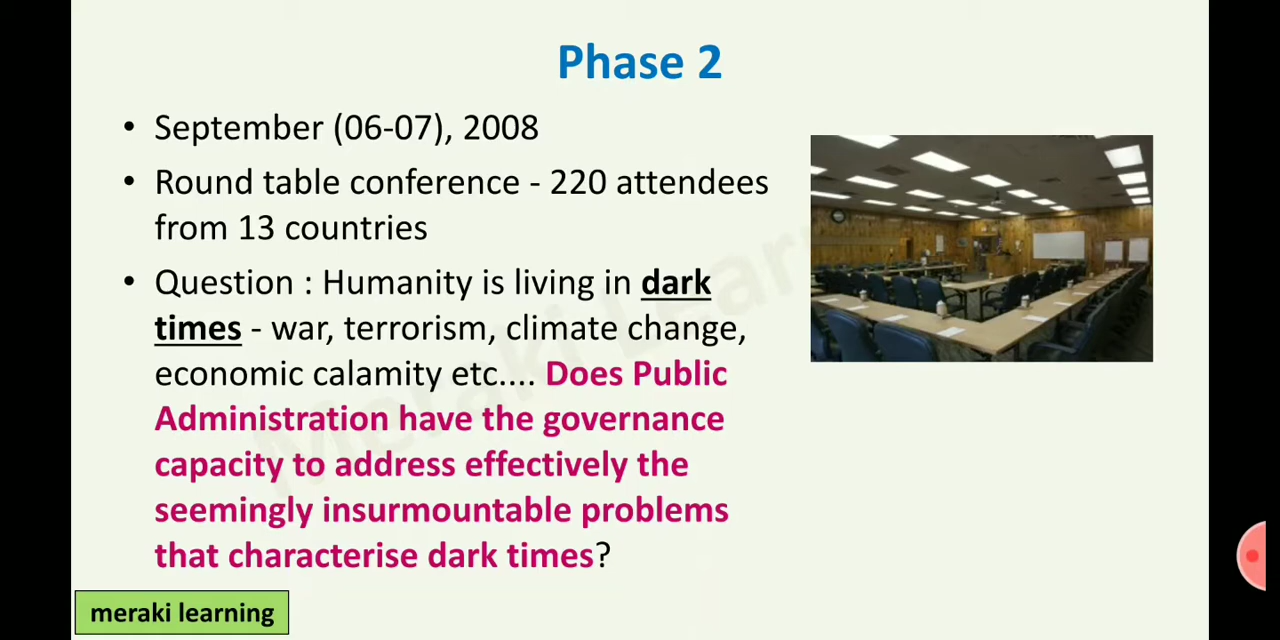 Phase 2
• September (06-07), 2008
• Round table conference - 220 attendees
from 13 countries
• Question : Humanity is living in dark
times - war, terrorism, climate change,
economic calamity etc.... Does Public
Administration have the governance
capacity to address effectively the
seemingly insurmountable problems
that characterise dark times?
Meraki Learn
meraki learning